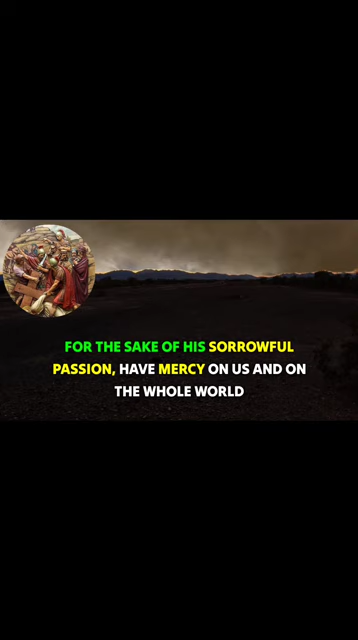 FOR THE SAKE OF HIS SORROWFUL
PASSION, HAVE MERCY ON US AND ON
THE WHOLE WORLD